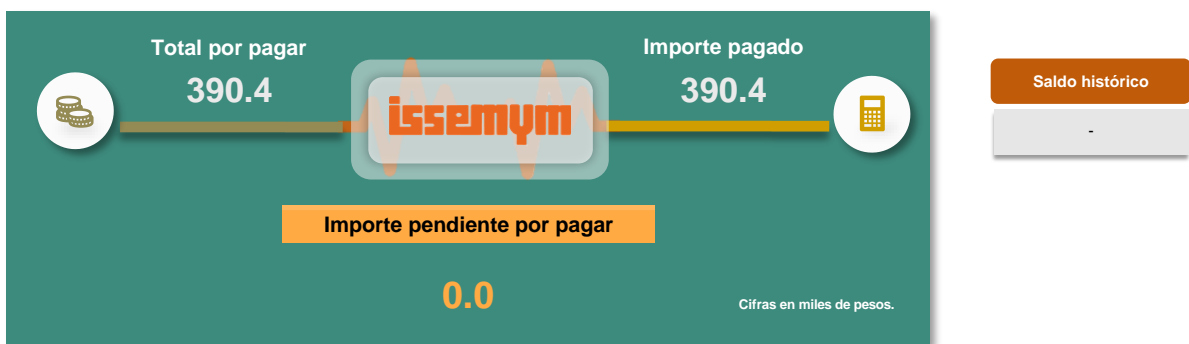 Total por pagar
390.4
issemym
Importe pagado
390.4
Importe pendiente por pagar
0.0
Cifras en miles de pesos.
Saldo histórico
-